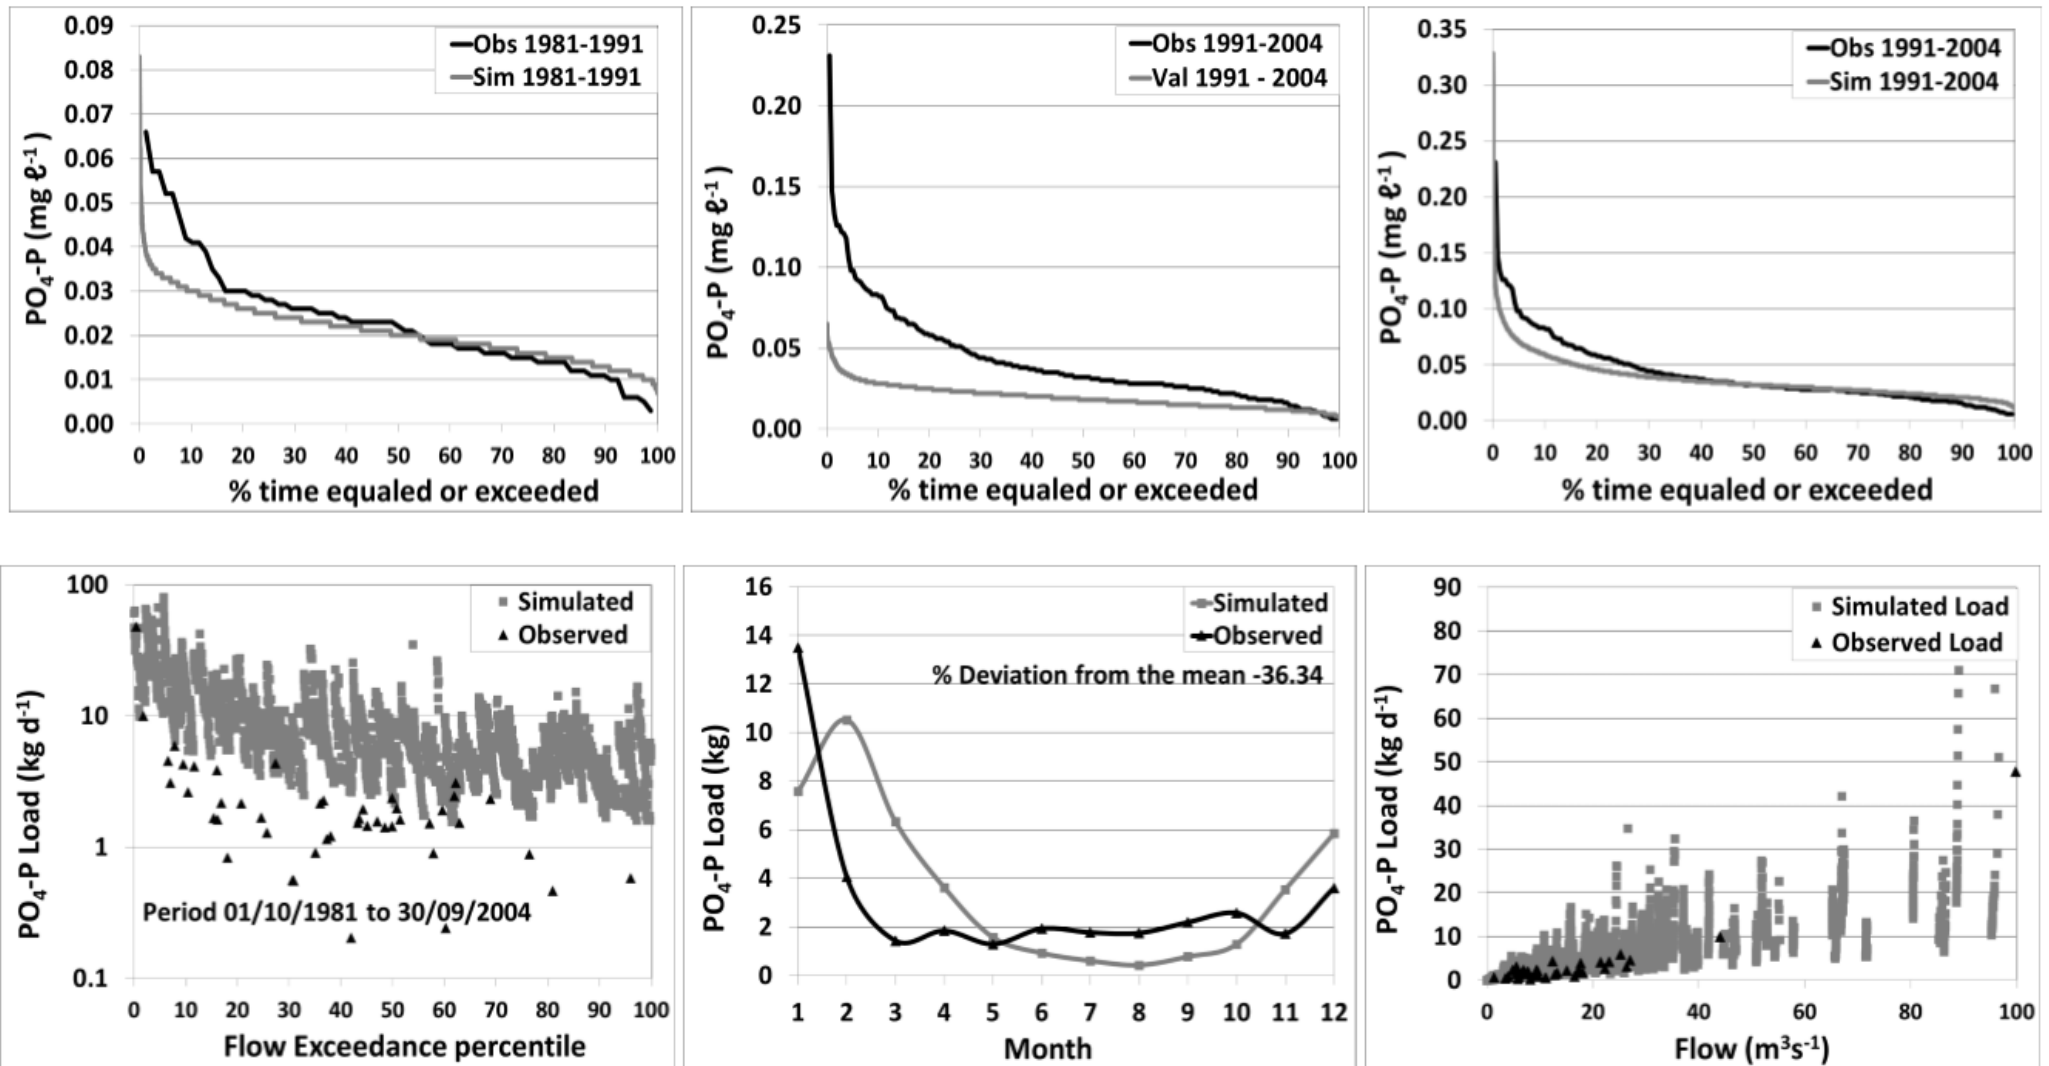 0.09
0.08
0.07
0.06
0.05
0.04
0.03
0.02
0.01
0.00
PO4-P (mg ℓ-1 )
Obs 1981-1991
Sim 1981-1991
0 10 20 30 40 50 60 70 80 90 100
% time equaled or exceeded
0.25
0.20
0.15
0.10
0.05
0.00
PO4-P (mg ℓ-1 )
Obs 1991-2004
Val 1991 - 2004
0 10 20 30 40 50 60 70 80 90 100
% time equaled or exceeded
0.35
0.30
0.25
0.20
0.15
0.10
0.05
0.00
PO4-P (mg ℓ-1 )
Obs 1991-2004
Sim 1991-2004
0 10 20 30 40 50 60 70 80 90 100
% time equaled or exceeded
100
10
1
0.1
PO4-P Load (kg d-1)
Simulated
Observed
Period 01/10/1981 to 30/09/2004
0 10 20 30 40 50 60 70 80 90 100
Flow Exceedance percentile
16
14
12
10
8
6
4
2
0
PO4-P Load (kg)
Simulated
Observed
% Deviation from the mean -36.34
1 2 3 4 5 6 7 8 9 10 11 12
Month
90
80
70
60
50
40
30
20
10
0
PO4-P Load (kg d-1)
Simulated Load
Observed Load
0 20 40 60 80 100
Flow (m3s-1)